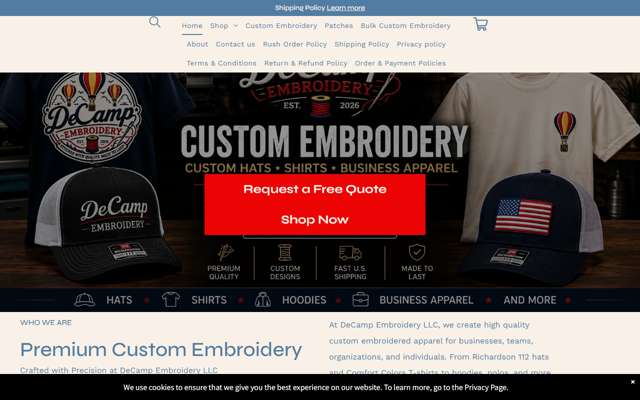 Shipping Policy Learn more
Home Shop Custom Embroidery Patches Bulk Custom Embroidery
About Contact us Rush Order Policy Shipping Policy Privacy policy
Terms & Conditions Return & Refund Policy Order & Payment Policies
DeCamp
EMBROIDERY
DeCamp
EMBROIDERY
EST. 2026
CUSTOM EMBROIDERY
CUSTOM HATS • SHIRTS • BUSINESS APPAREL
Request a Free Quote
Shop Now
DeCamp
EMBROIDERY
PREMIUM QUALITY
CUSTOM DESIGNS
FAST U.S. SHIPPING
MADE TO LAST
HATS SHIRTS HOODIES BUSINESS APPAREL AND MORE
WHO WE ARE
Premium Custom Embroidery
Crafted with Precision at DeCamp Embroidery LLC
At DeCamp Embroidery LLC, we create high quality
custom embroidered apparel for businesses, teams,
organizations, and individuals. From Richardson 112 hats
and Comfort Colors T-shirts to hoodies, polos, and more
We use cookies to ensure that we give you the best experience on our website. To learn more, go to the Privacy Page.
×